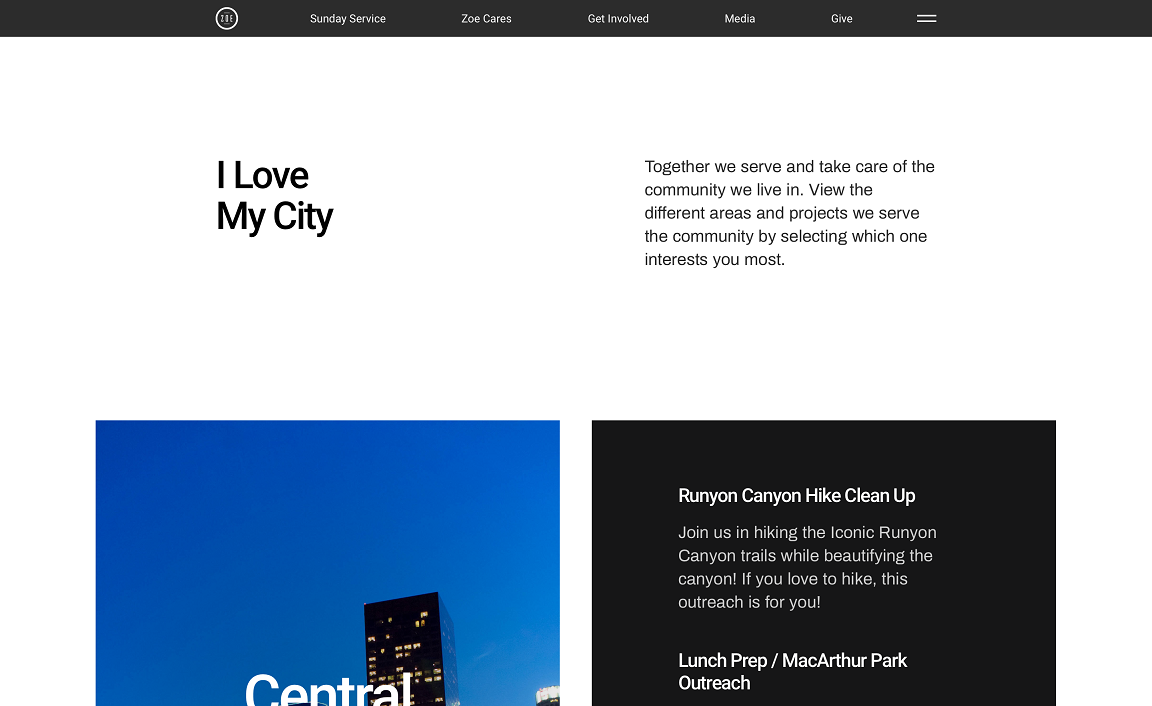 ZOE
Sunday Service
Zoe Cares
Get Involved
Media
Give
I Love
My City
Together we serve and take care of the
community we live in. View the
different areas and projects we serve
the community by selecting which one
interests you most.
Central
Runyon Canyon Hike Clean Up
Join us in hiking the Iconic Runyon
Canyon trails while beautifying the
canyon! If you love to hike, this
outreach is for you!
Lunch Prep / MacArthur Park
Outreach